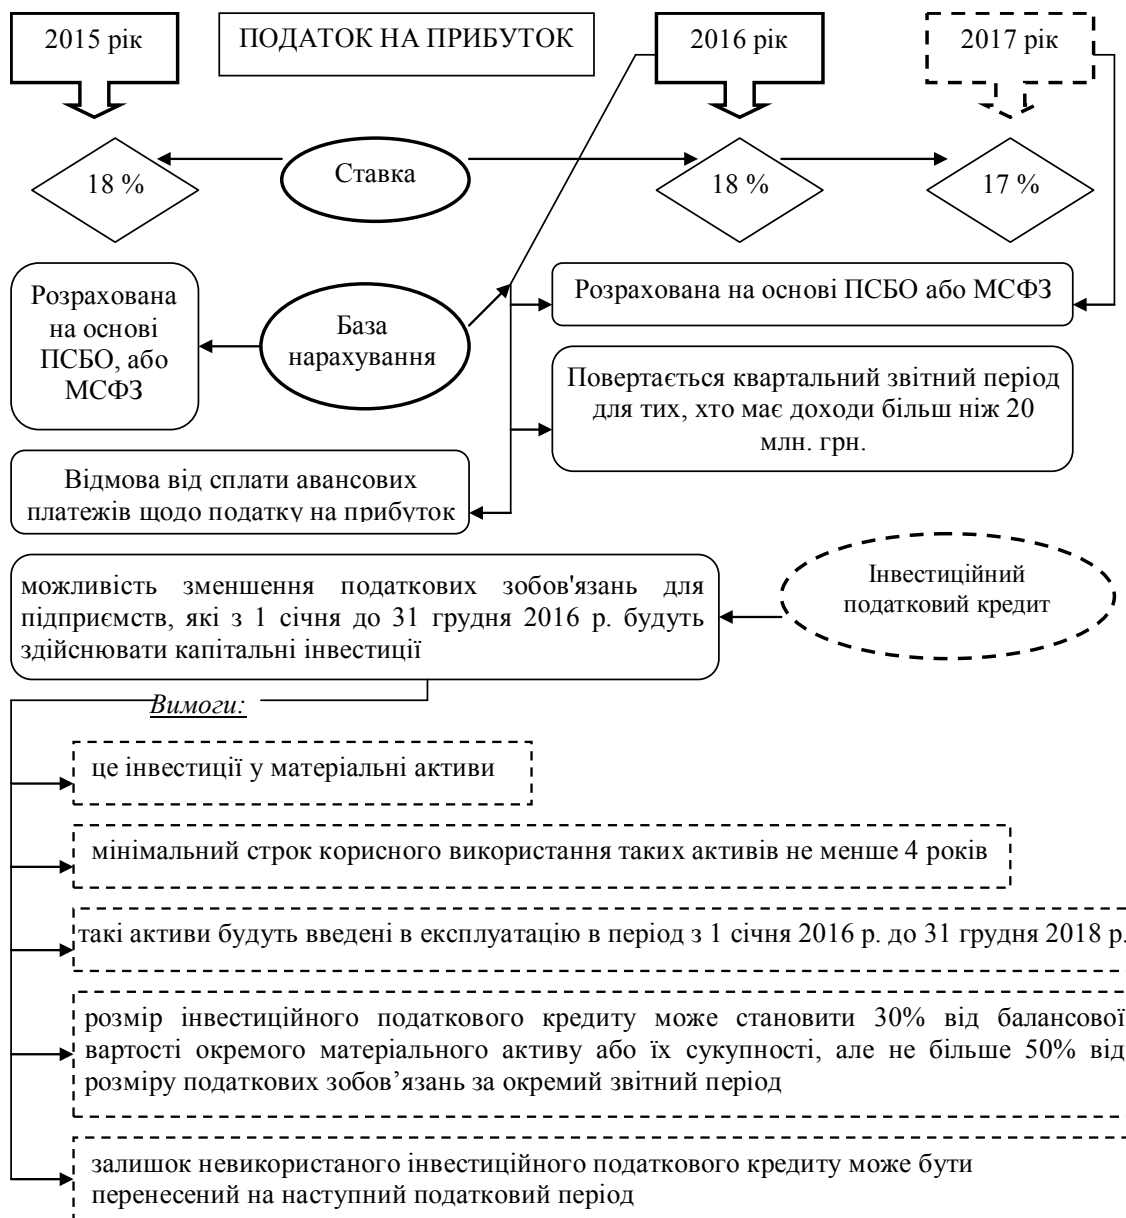 2015 рік
ПОДАТОК НА ПРИБУТОК
2016 рік
2017 рік
18 %
Ставка
18 %
17 %
Розрахована
на основі
ПСБО, або
МСФЗ
База
нарахування
Розрахована на основі ПСБО або МСФЗ
Повертається квартальний звітний період
для тих, хто має доходи більш ніж 20
млн. грн.
Відмова від сплати авансових
платежів щодо податку на прибуток
можливість зменшення податкових зобов'язань для
підприємств, які з 1 січня до 31 грудня 2016 р. будуть
здійснювати капітальні інвестиції
Інвестиційний
податковий кредит
Вимоги:
це інвестиції у матеріальні активи
мінімальний строк корисного використання таких активів не менше 4 років
такі активи будуть введені в експлуатацію в період з 1 січня 2016 р. до 31 грудня 2018 р.
розмір інвестиційного податкового кредиту може становити 30% від балансової
вартості окремого матеріального активу або їх сукупності, але не більше 50% від
розміру податкових зобов’язань за окремий звітний період
залишок невикористаного інвестиційного податкового кредиту може бути
перенесений на наступний податковий період